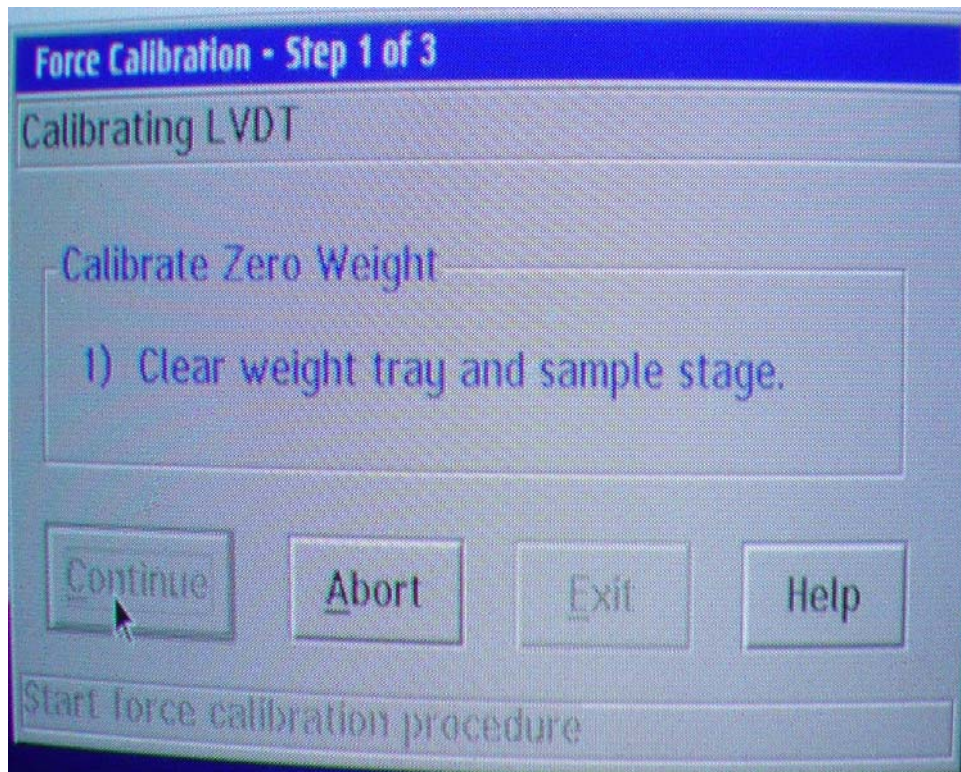 Force Calibration - Step 1 of 3
Calibrating LVDT
Calibrate Zero Weight
1) Clear weight tray and sample stage.
Continue Abort Exit Help
Start force calibration procedure